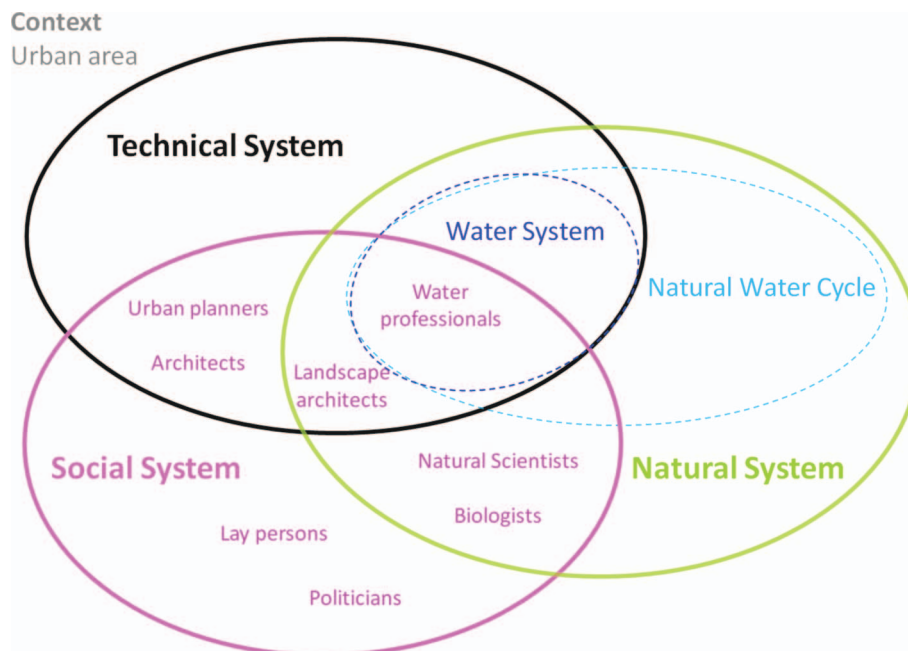 Context
Urban area
Technical System
Water System
Natural Water Cycle
Urban planners
Water
professionals
Architects
Landscape
architects
Social System
Natural Scientists
Natural System
Biologists
Lay persons
Politicians